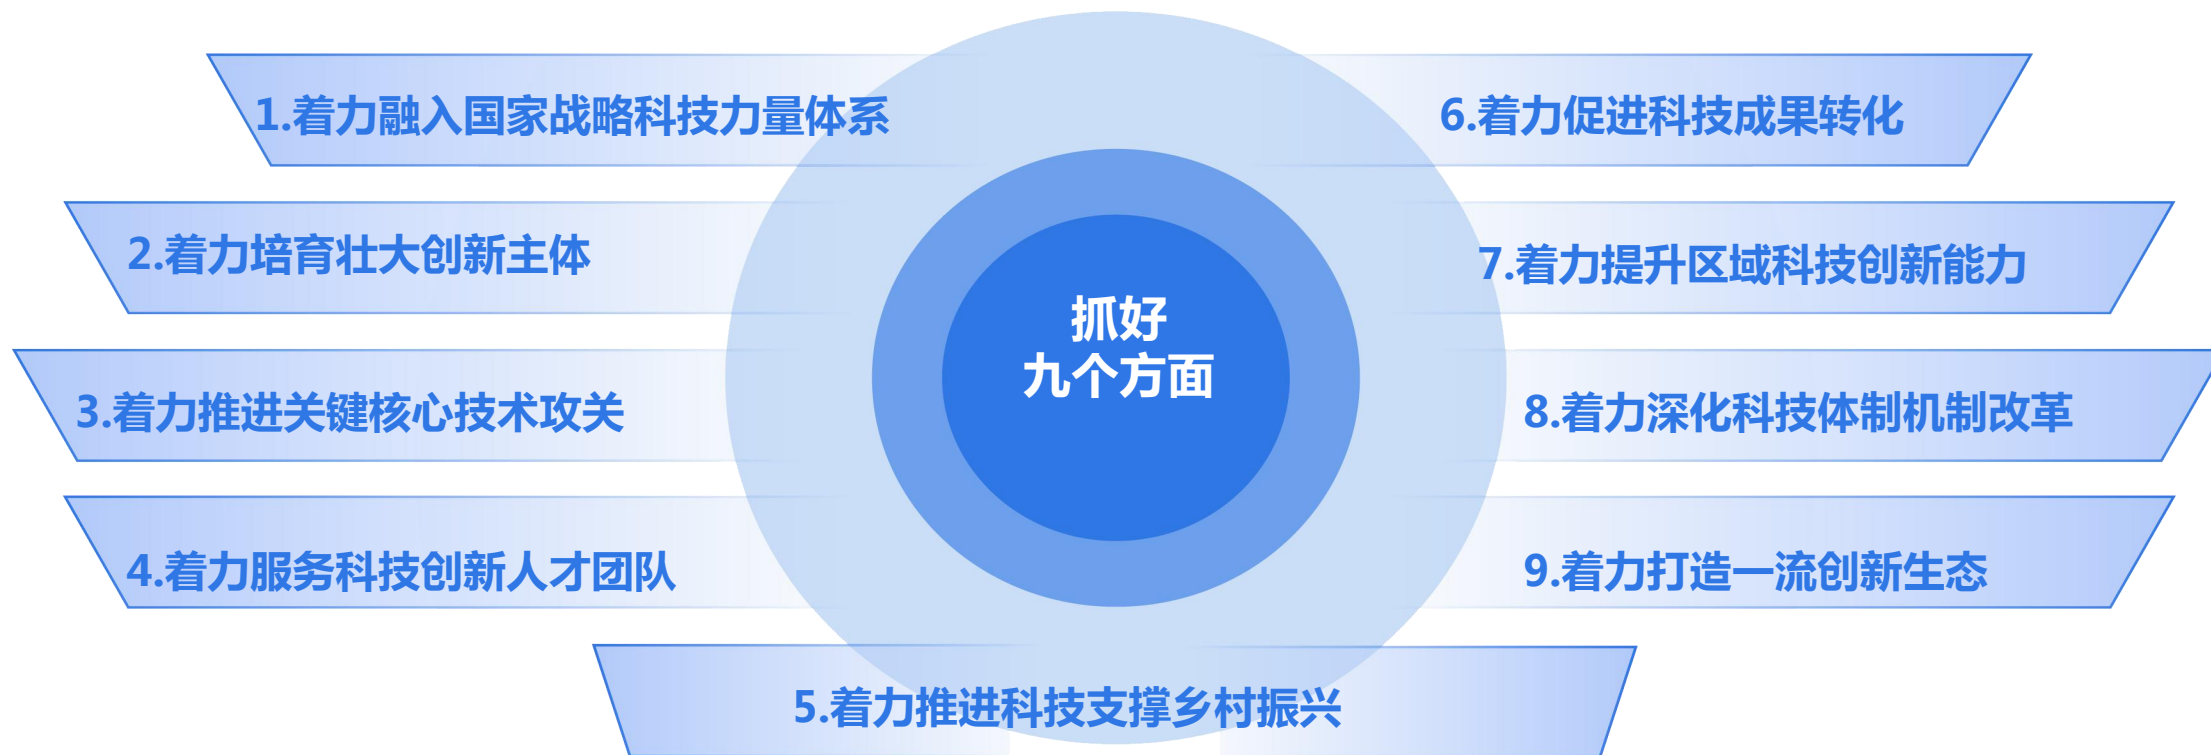 抓好
九个方面
1.着力融入国家战略科技力量体系
2.着力培育壮大创新主体
3.着力推进关键核心技术攻关
4.着力服务科技创新人才团队
5.着力推进科技支撑乡村振兴
6.着力促进科技成果转化
7.着力提升区域科技创新能力
8.着力深化科技体制机制改革
9.着力打造一流创新生态